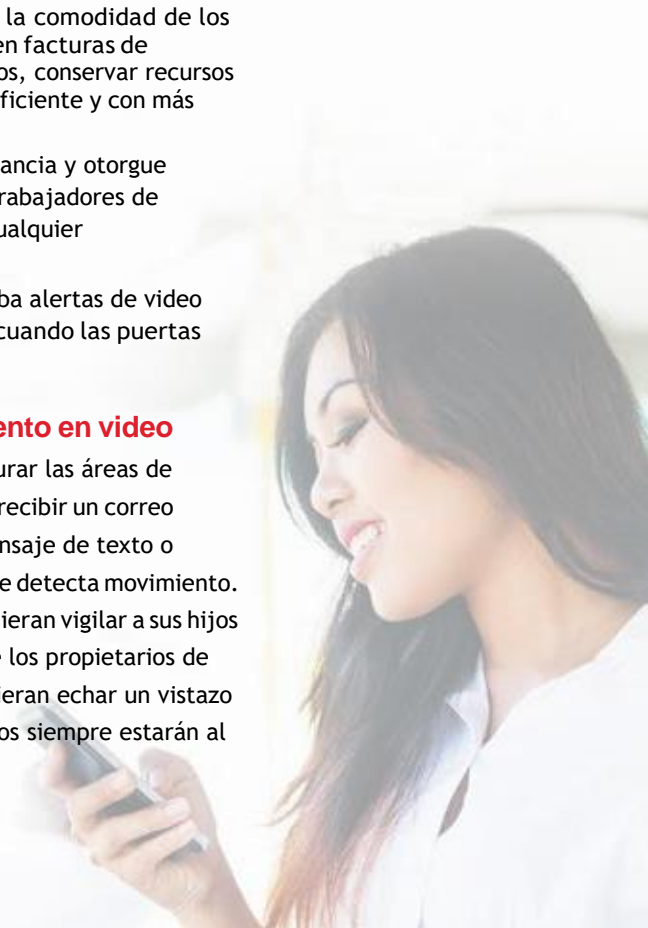 la comodidad de los
en facturas de
os, conservar recursos
ficiente y con más
ancia y otorgue
rabajadores de
ualquier
ba alertas de video
cuando las puertas
ento en video
urar las áreas de
recibir un correo
nsaje de texto o
e detecta movimiento.
ieran vigilar a sus hijos
e los propietarios de
ieran echar un vistazo
os siempre estarán al